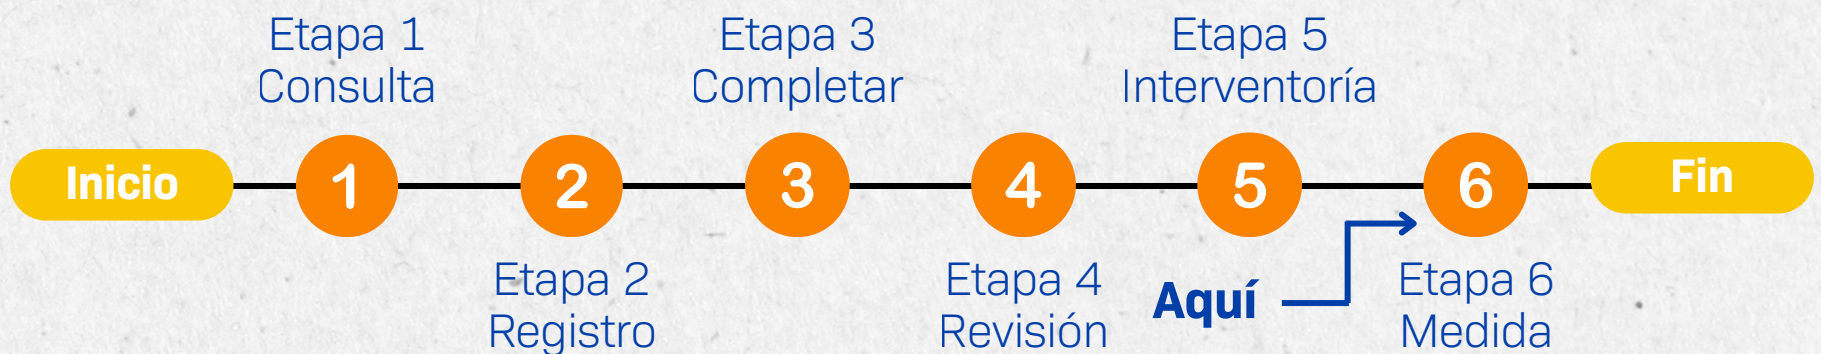 Etapa 1
Consulta
Etapa 3
Completar
Etapa 5
Interventoría
Inicio
1
2
3
4
5
6
Fin
Etapa 2
Registro
Etapa 4
Revisión
Aquí
Etapa 6
Medida